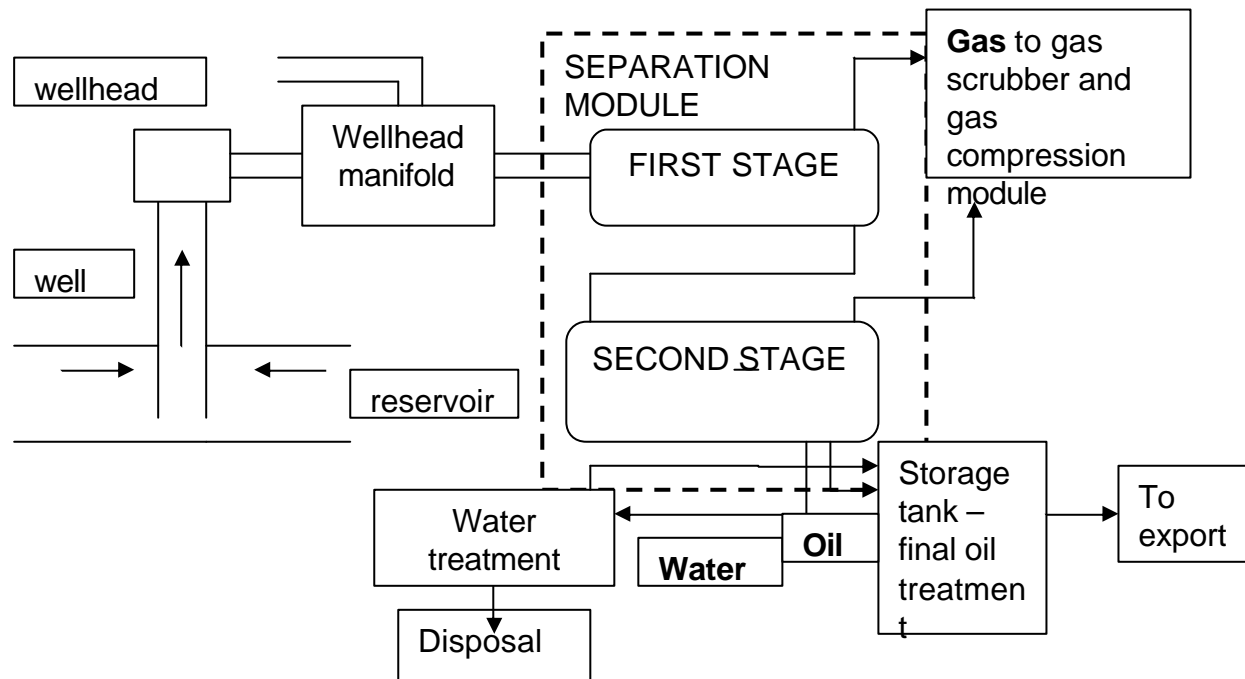 wellhead
Wellhead
manifold
SEPARATION
MODULE
FIRST STAGE
Gas to gas
scrubber and
gas
compression
module
well
reservoir
SECOND STAGE
Water
treatment
Water
Oil
Storage
tank –
final oil
treatmen
t
To
export
Disposal